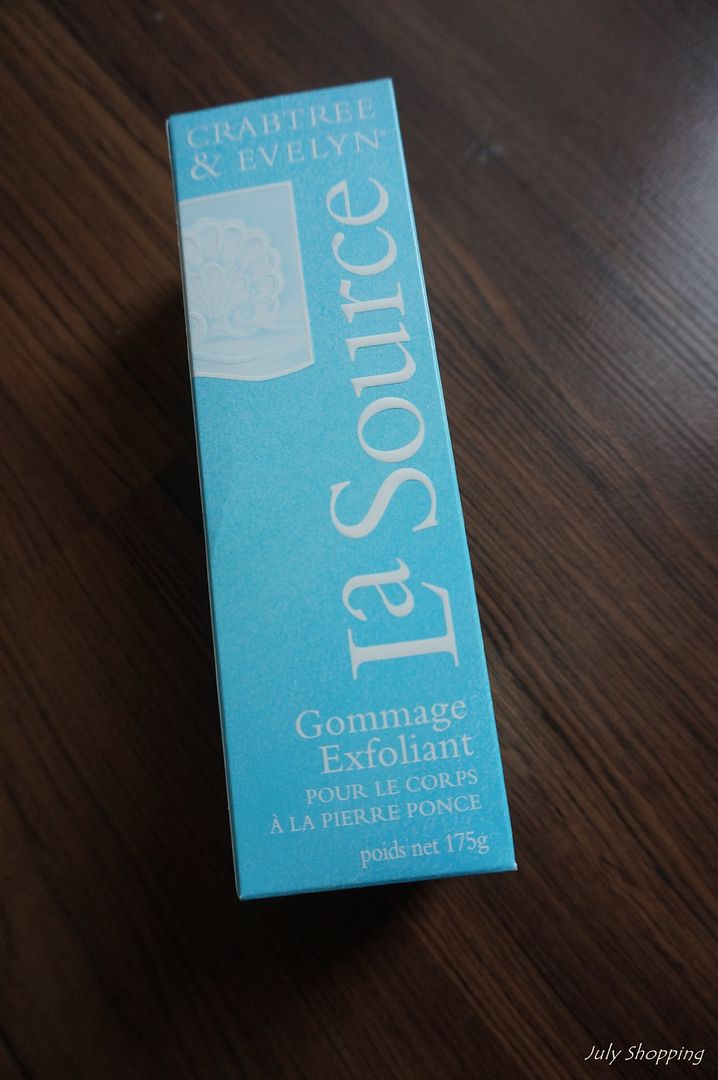 CRABTREE
& EVELYN®
La Source
Gommage
Exfoliant
POUR LE CORPS
À LA PIERRE PONCE
poids net 175g
July Shopping